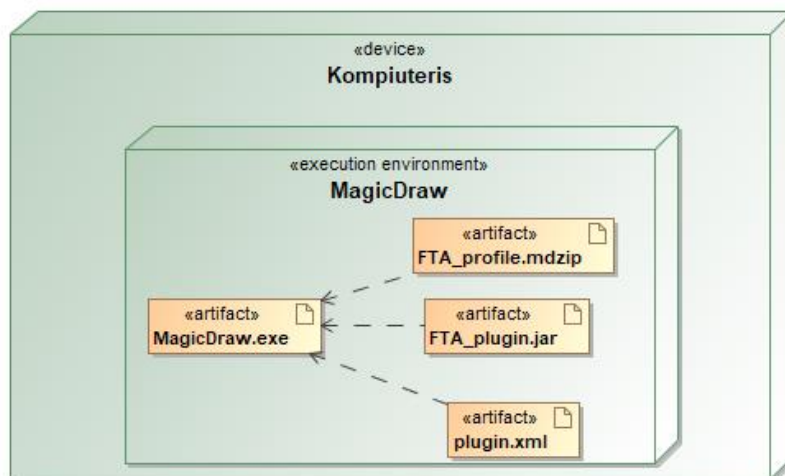 «device»
Kompiuteris
«execution environment»
MagicDraw
«artifact»
FTA_profile.mdzip
«artifact»
MagicDraw.exe
«artifact»
FTA_plugin.jar
«artifact»
plugin.xml